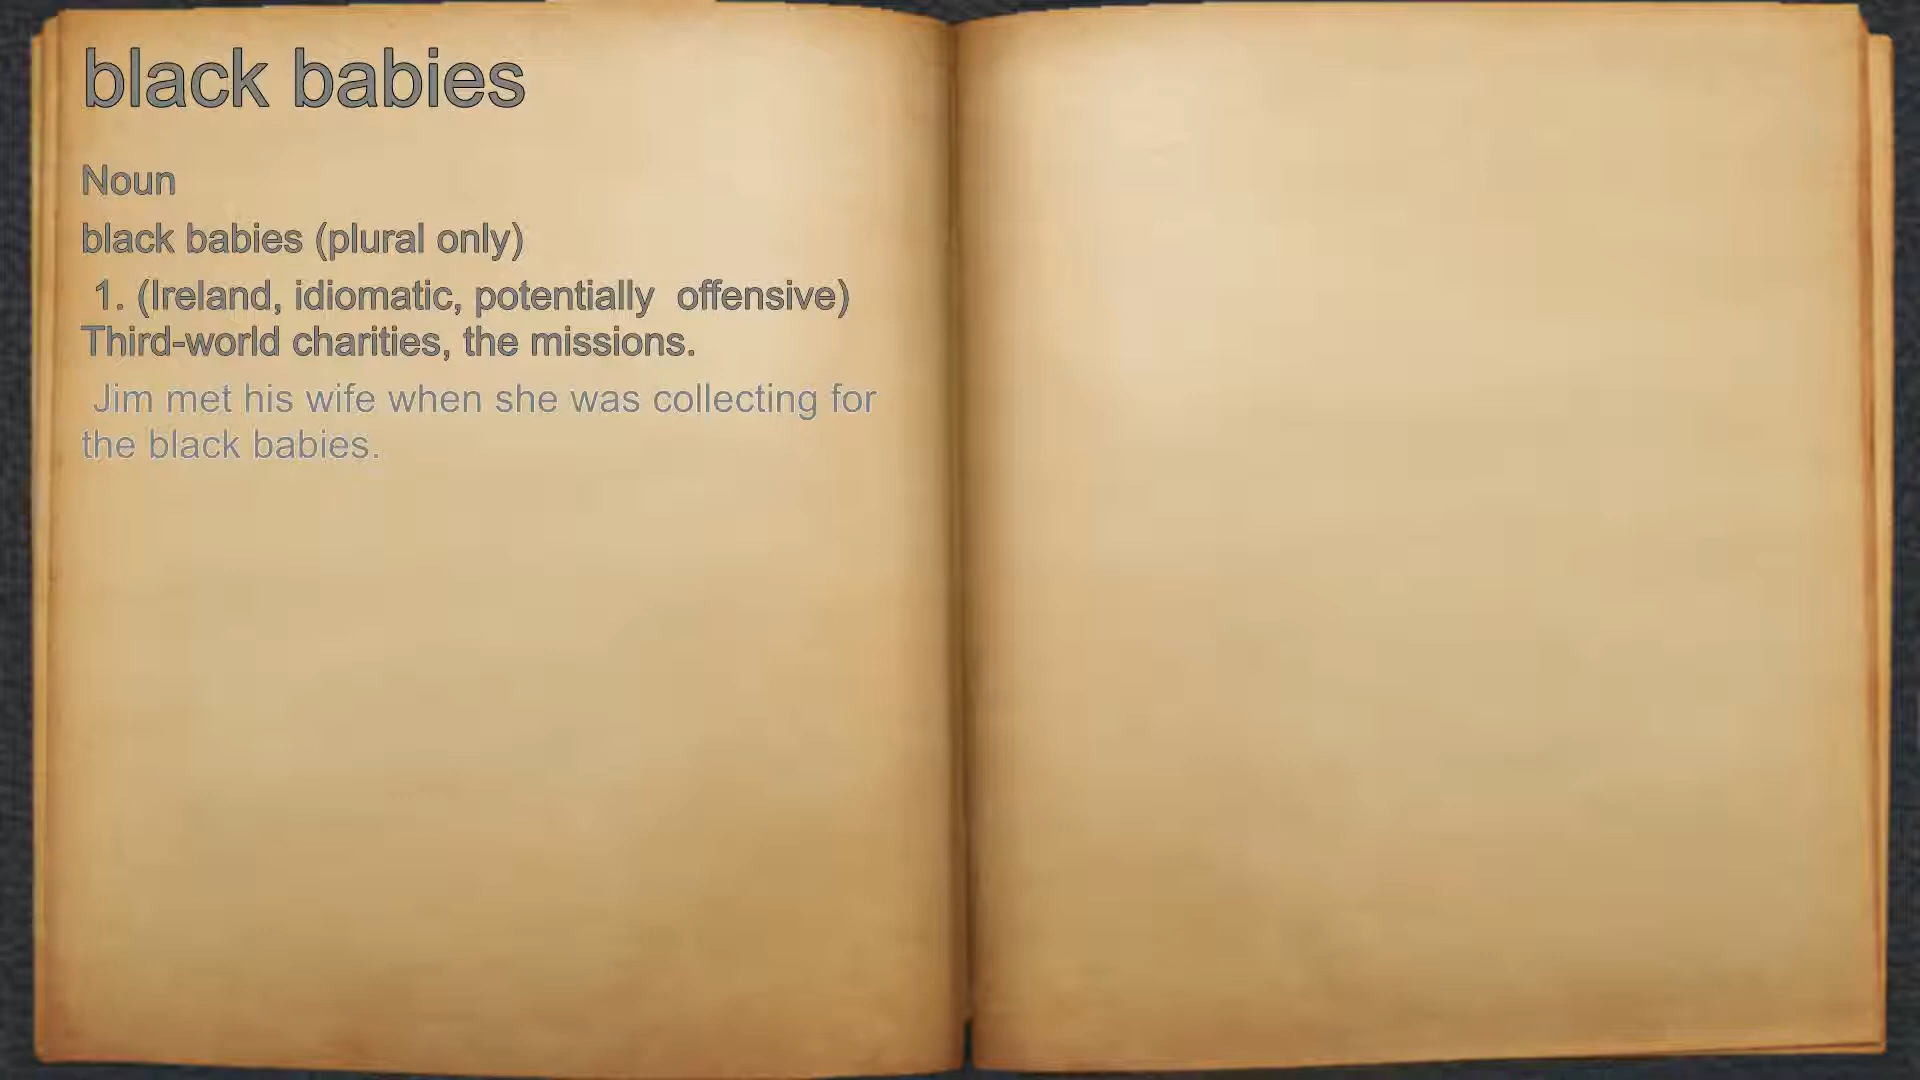 black babies
Noun
black babies (plural only)
1. (Ireland, idiomatic, potentially offensive)
Third-world charities, the missions.
Jim met his wife when she was collecting for
the black babies.